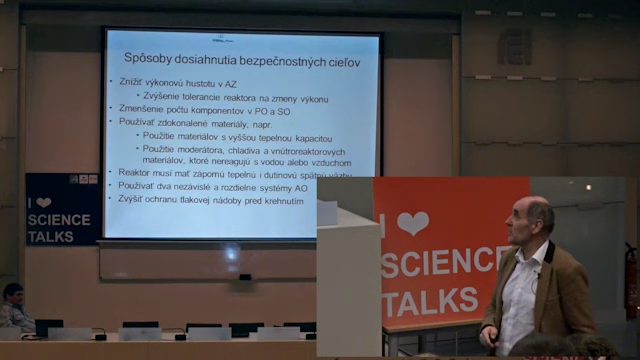 Spôsoby dosiahnutia bezpečnostných cieľov
Znížiť výkonovú hustotu v AZ
Zvýšenie tolerancie reaktora na zmeny výkonu
Zmenšenie počtu komponentov v PO a SO
Používať zdokonalené materiály, napr.
Použitie materiálov s vyššou tepelnou kapacitou
Použitie moderátora, chladiva a vnútroreaktorových
materiálov, ktoré nereagujú s vodou alebo vzduchom
Reaktor musí mať zápornú tepelnú i dutinovú spätnú väzbu
Používať dva nezávislé a rozdielne systémy AO
Zvýšiť ochranu tlakovej nádoby pred krehnutím
I ♥
SCIENCE
TALKS
I ♥
SCIENCE
TALKS